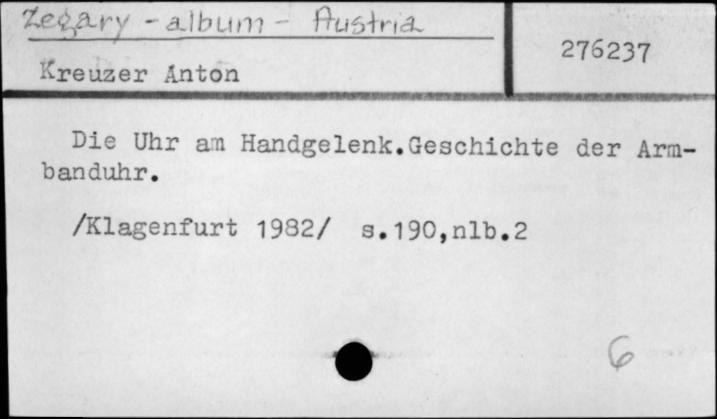 Zegary - album - Austria
276237
Kreuzer Anton
Die Uhr am Handgelenk.Geschichte der Arm-
banduhr.
/Klagenfurt 1982/ s.190,nlb.2
6